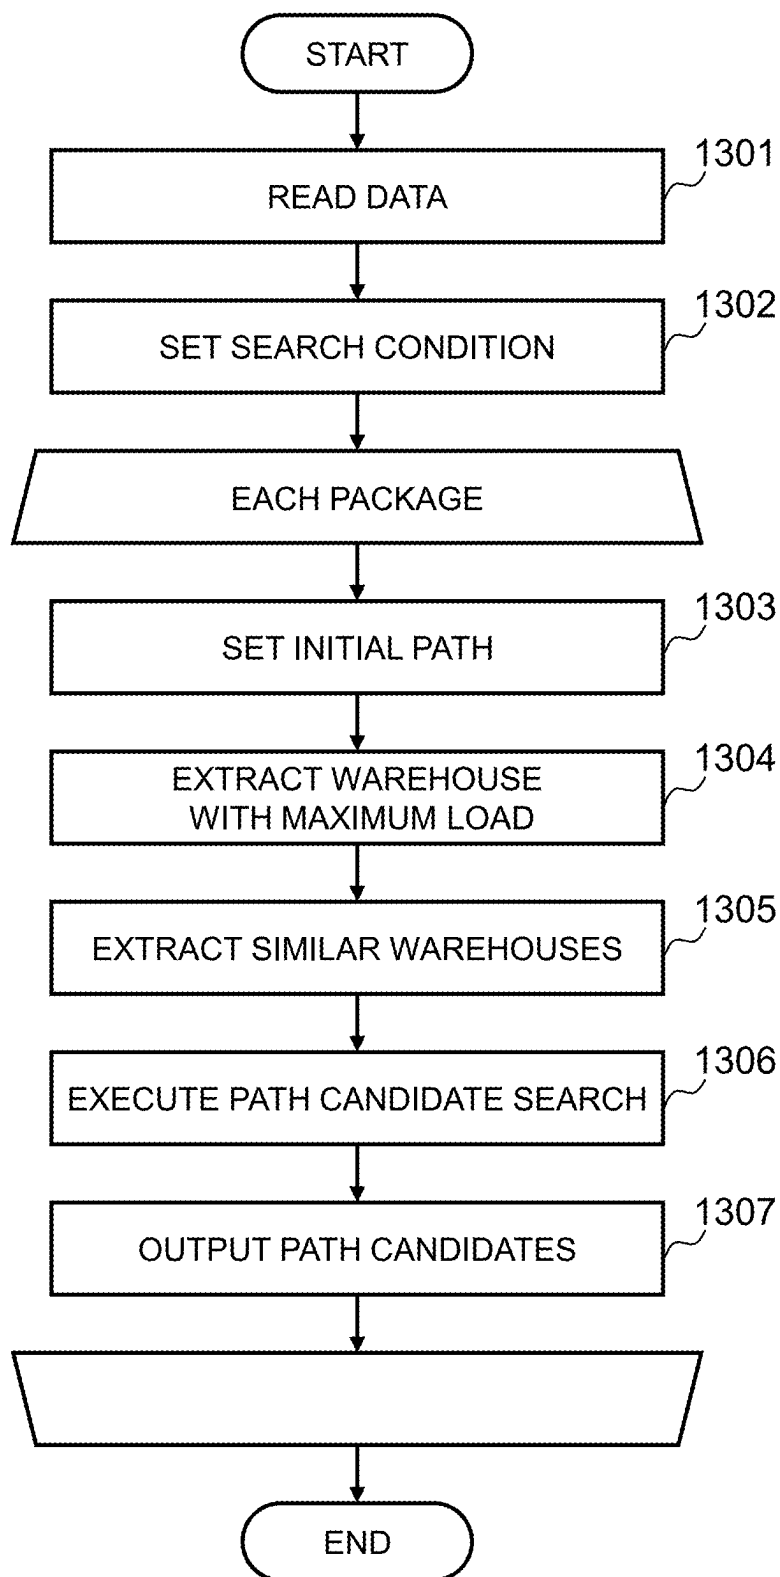 START
READ DATA
1301
SET SEARCH CONDITION
1302
EACH PACKAGE
SET INITIAL PATH
1303
EXTRACT WAREHOUSE
WITH MAXIMUM LOAD
1304
EXTRACT SIMILAR WAREHOUSES
1305
EXECUTE PATH CANDIDATE SEARCH
1306
OUTPUT PATH CANDIDATES
1307
END